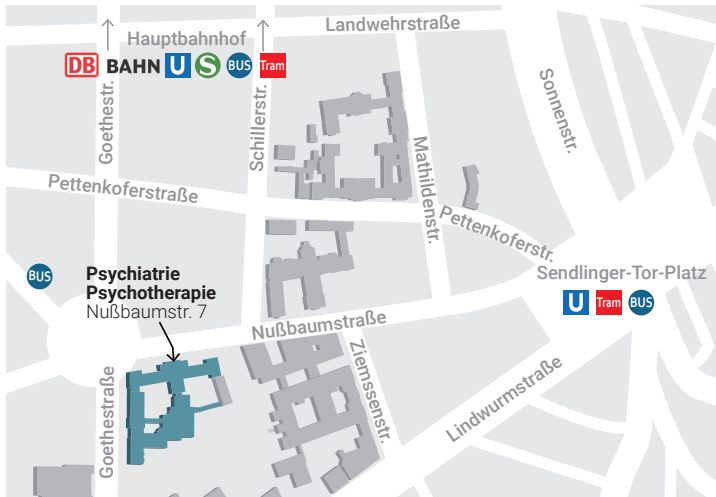 Landwehrstraße
Hauptbahnhof
DB BAHN U S BUS Tram
Goethestr.
Schillerstr.
Sonnenstr.
Mathildenstr.
Pettenkoferstraße
Pettenkoferstr.
BUS
Psychiatrie
Psychotherapie
Nußbaumstr. 7
Sendlinger-Tor-Platz
U Tram BUS
Nußbaumstraße
Ziemssenstr.
Lindwurmstraße
Goethestraße